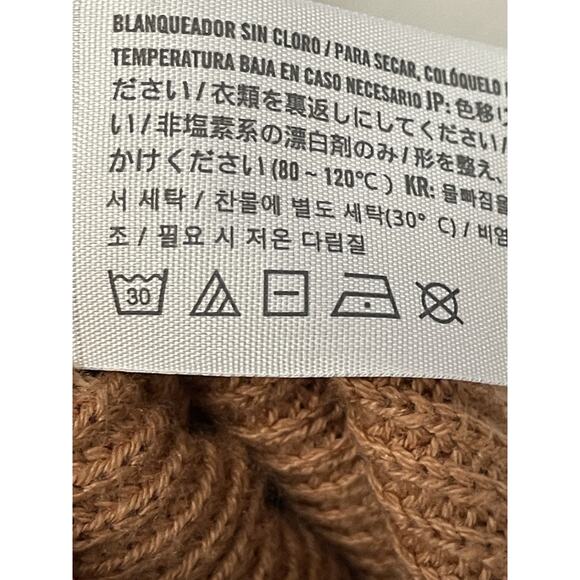 BLANQUEADOR SIN CLORO / PARA SECAR, COLÓQUELO
TEMPERATURA BAJA EN CASO NECESARIO JP: 色移り
ださい / 衣類を裏返しにしてください /
い / 非塩素系の漂白剤のみ / 形を整え、
かけください (80 ~ 120℃) KR: 물빠짐을
서 세탁 / 찬물에 별도 세탁(30° C) / 비염
조 / 필요 시 저온 다림질
30